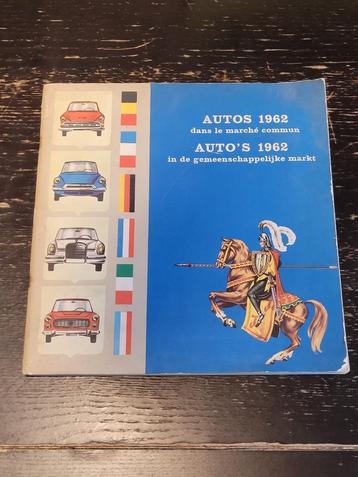 AUTOS 1962
dans le marché commun
AUTO'S 1962
in de gemeenschappelijke markt